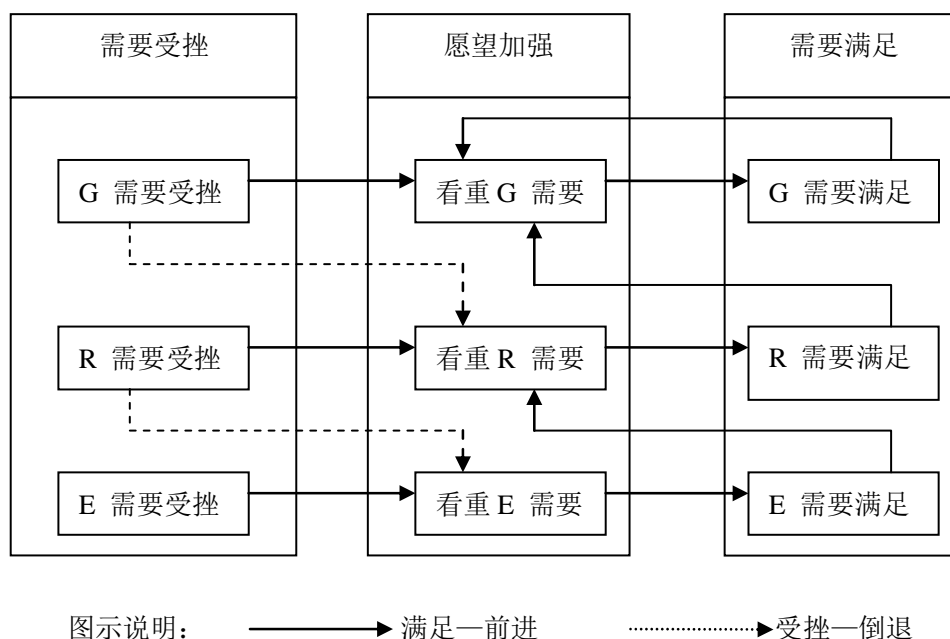 需要受挫 愿望加强 需要满足
G 需要受挫 看重 G 需要 G 需要满足
R 需要受挫 看重 R 需要 R 需要满足
E 需要受挫 看重 E 需要 E 需要满足
图示说明： 满足—前进 受挫—倒退